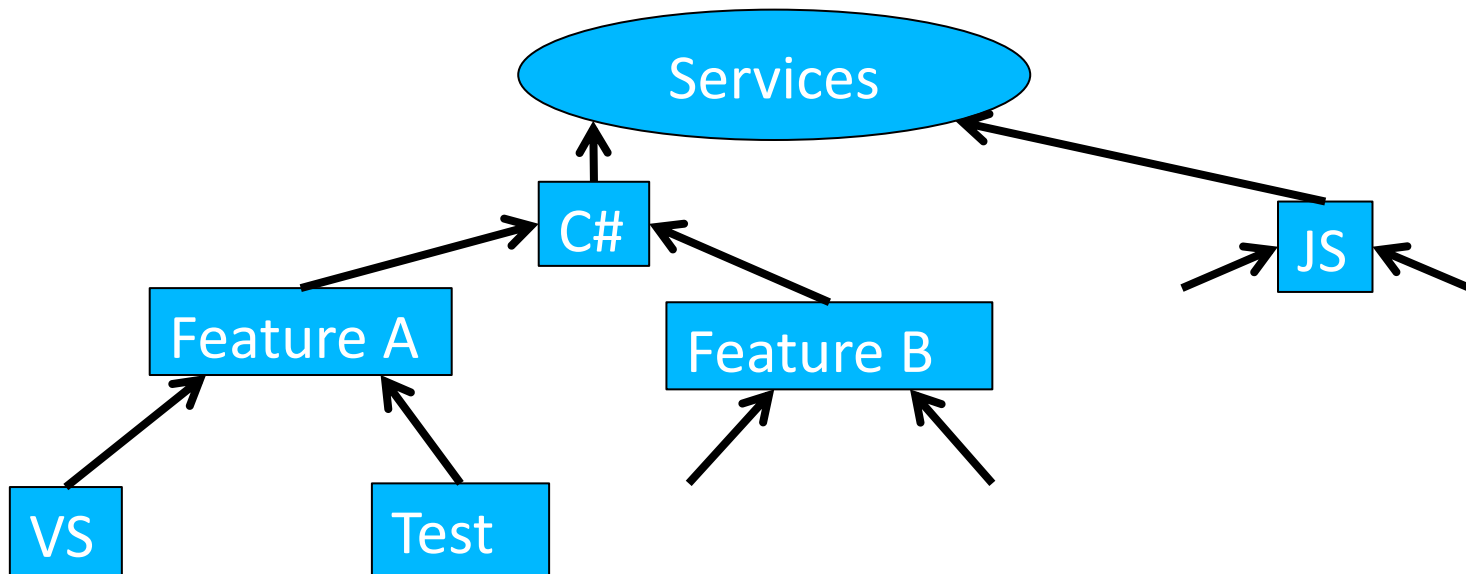 Services
C#
JS
Feature A
Feature B
VS
Test